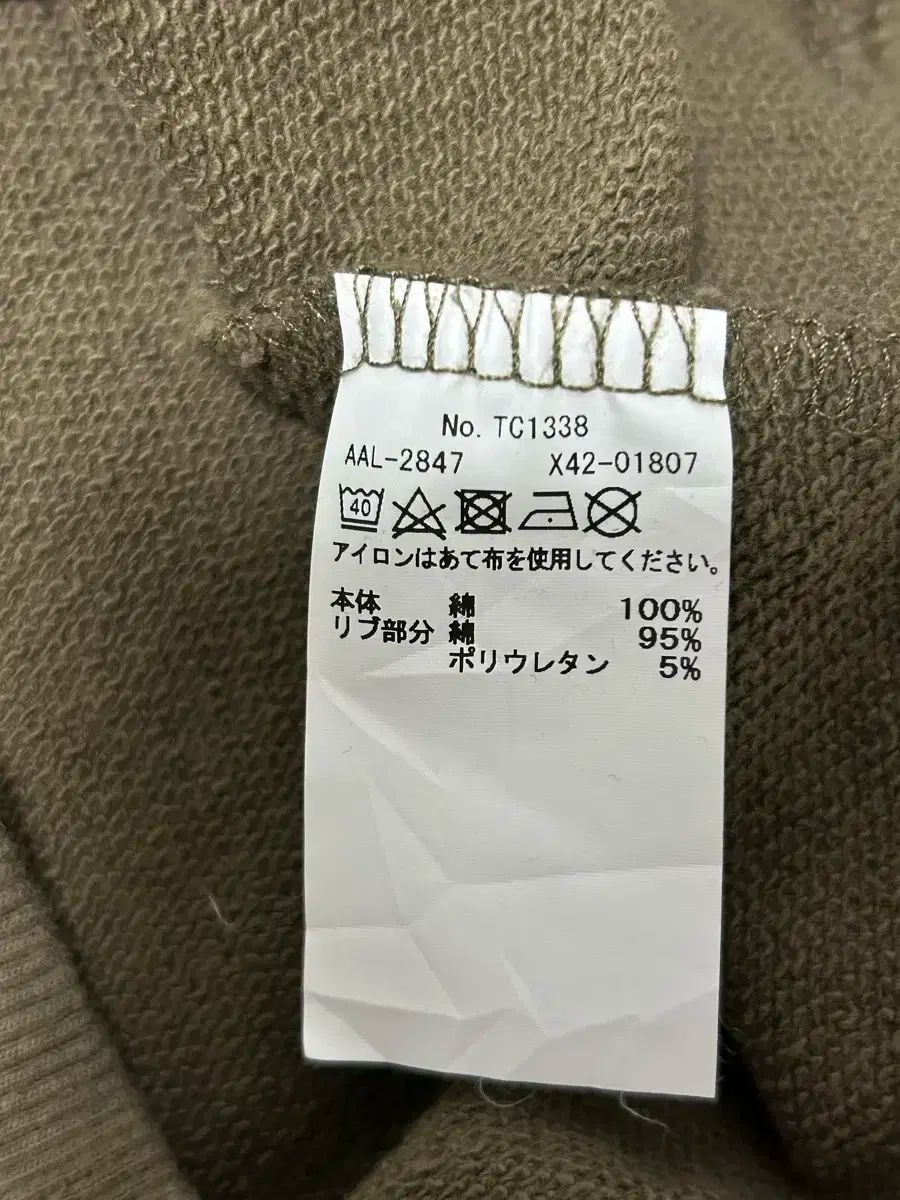 No. TC1338
AAL-2847 X42-01807
40
アイロンはあて布を使用してください。
本体 綿 100%
リブ部分 綿 95%
ポリウレタン 5%